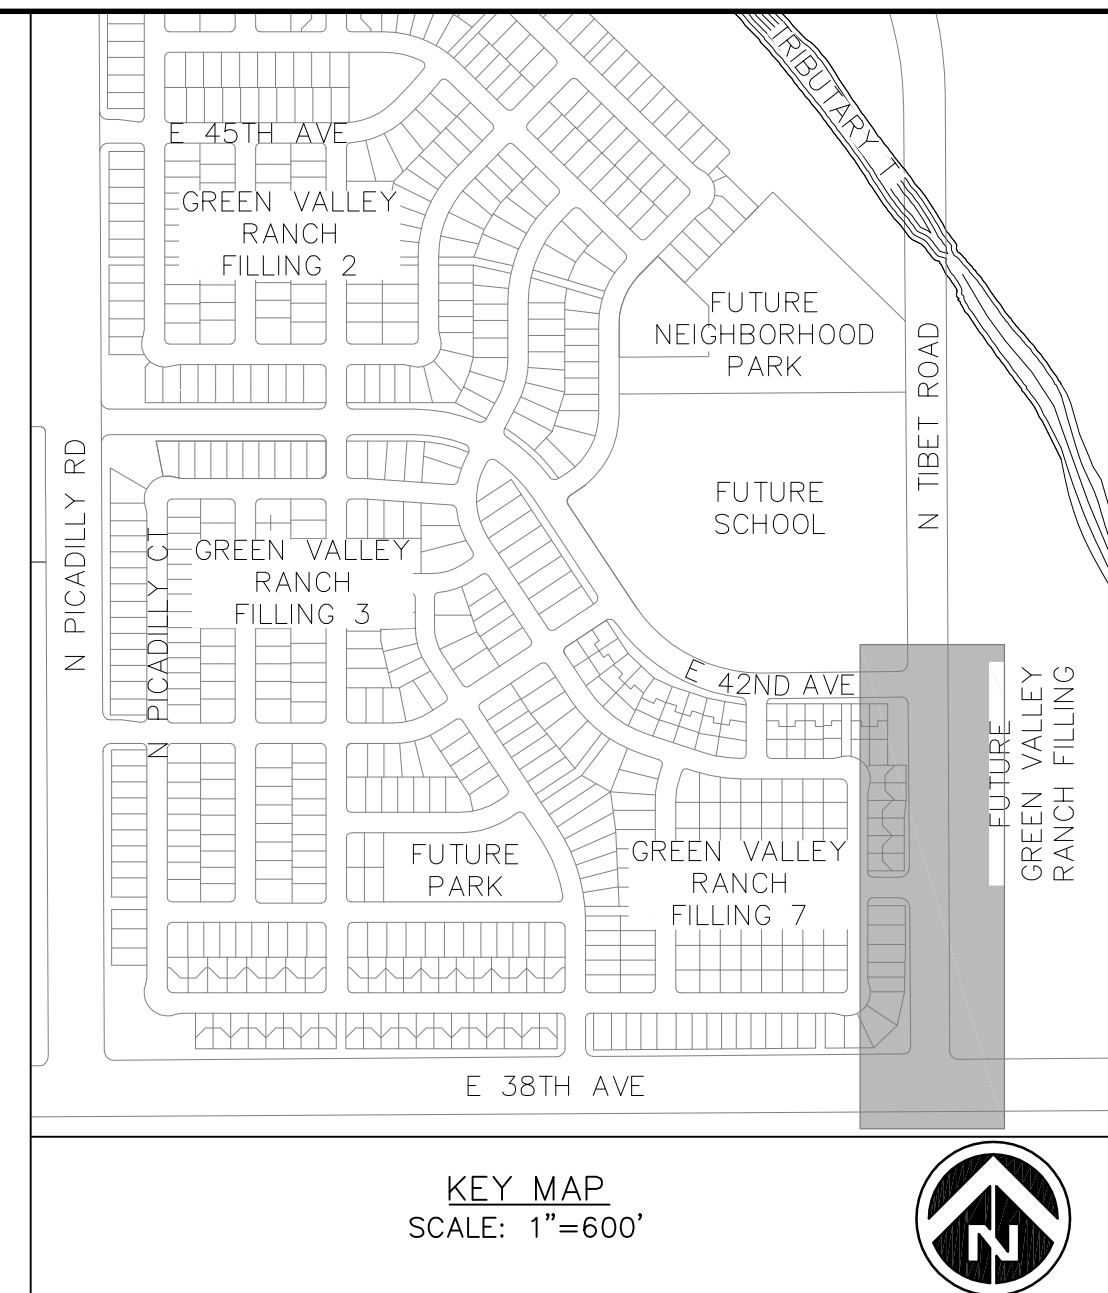 TRIBUTARY T
E 45TH AVE
GREEN VALLEY
RANCH
FILLING 2
FUTURE
NEIGHBORHOOD
PARK
N TIBET ROAD
N PICADILLY RD
FUTURE
SCHOOL
N PICADILLY CT
GREEN VALLEY
RANCH
FILLING 3
E 42ND AVE
FUTURE
GREEN VALLEY
RANCH FILLING
FUTURE
PARK
GREEN VALLEY
RANCH
FILLING 7
E 38TH AVE
KEY MAP
SCALE: 1"=600'
N